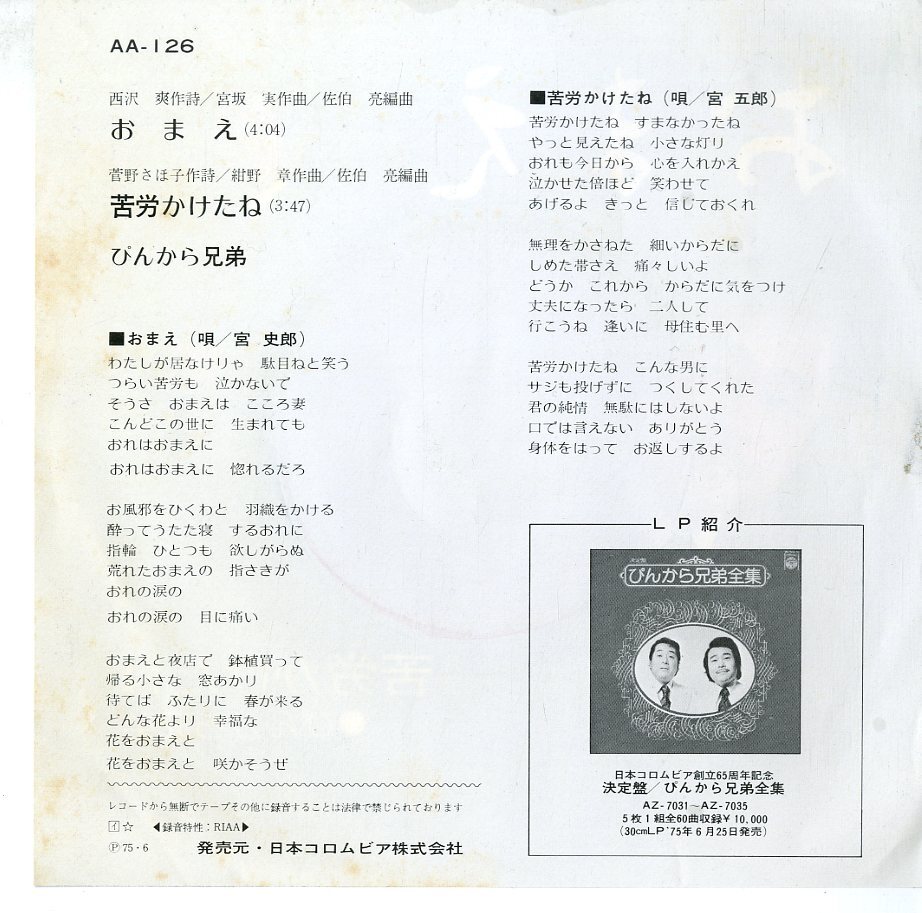 AA-126
西沢　爽作詩／宮坂　実作曲／佐伯　亮編曲
おまえ(4:04)
菅野さほ子作詩／紺野　章作曲／佐伯　亮編曲
苦労かけたね(3:47)
ぴんから兄弟
■おまえ（唄／宮　史郎）
わたしが居なけりゃ　駄目ねと笑う
つらい苦労も　泣かないで
そうさ　おまえは　こころ妻
こんどこの世に　生まれても
おれはおまえに
おれはおまえに　惚れるだろ
お風邪をひくわと　羽織をかける
酔ってうたた寝　するおれに
指輪　ひとつも　欲しがらぬ
荒れたおまえの　指さきが
おれの涙の
おれの涙の　目に痛い
おまえと夜店で　鉢植買って
帰る小さな　窓あかり
待てば　ふたりに　春が来る
どんな花より　幸福な
花をおまえと
花をおまえと　咲かそうぜ
レコードから無断でテープその他に録音することは法律で禁じられております
イ☆　◀録音特性：RIAA▶
Ⓟ75・6　発売元・日本コロムビア株式会社
■苦労かけたね（唄／宮　五郎）
苦労かけたね　すまなかったね
やっと見えたね　小さな灯り
おれも今日から　心を入れかえ
泣かせた倍ほど　笑わせて
あげるよ　きっと　信じておくれ
無理をかさねた　細いからだに
しめた帯さえ　痛々しいよ
どうか　これから　からだに気をつけ
丈夫になったら　二人して
行こうね　逢いに　母住む里へ
苦労かけたね　こんな男に
サジも投げずに　つくしてくれた
君の純情　無駄にはしないよ
口では言えない　ありがとう
身体をはって　お返しするよ
LP紹介
決定盤
ぴんから兄弟全集
日本コロムビア創立65周年記念
決定盤／ぴんから兄弟全集
AZ-7031～AZ-7035
5枚1組全60曲収録￥10,000
(30cmLP'75年6月25日発売)